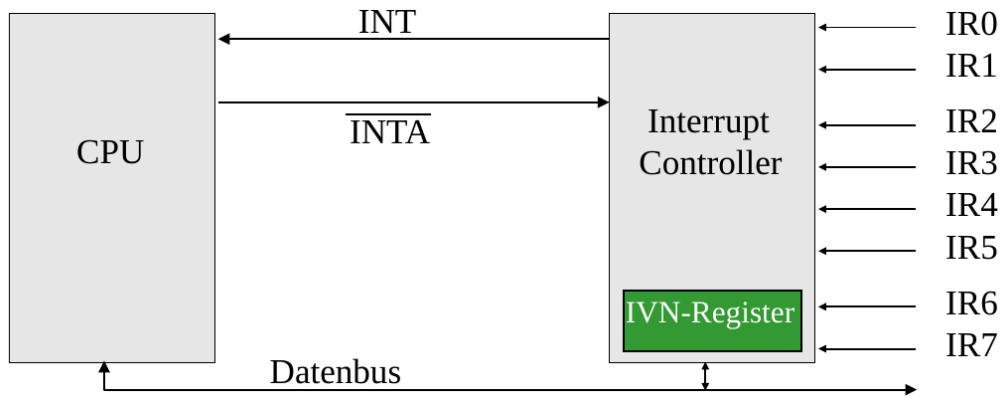 INT
IR0
IR1
INTA
CPU
Interrupt
Controller
IR2
IR3
IR4
IR5
IVN-Register
IR6
IR7
Datenbus